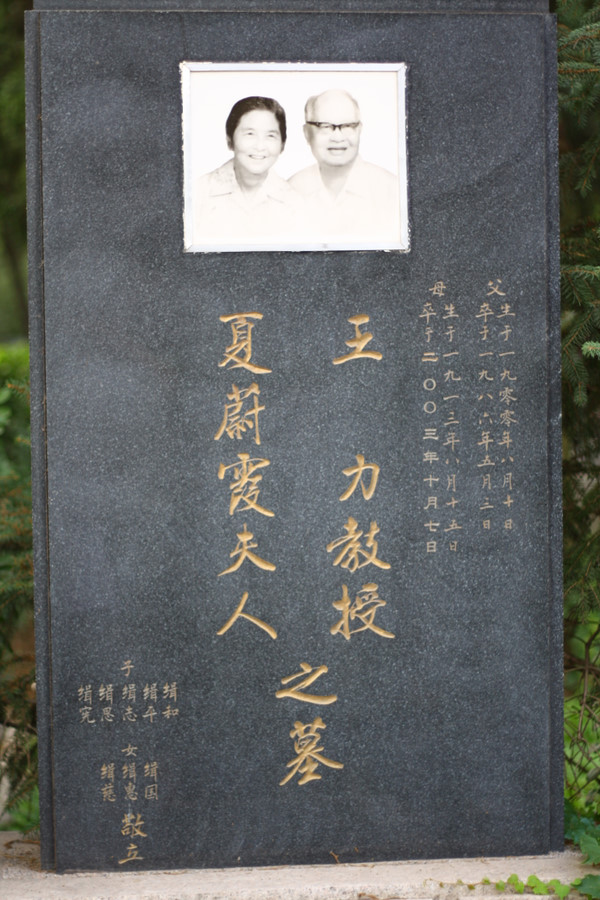 父
生于一九零零年八月十日
卒于一九八六年五月三日
母
生于一九一三年八月十五日
卒于二〇〇三年十月七日
王力教授
夏蔚霞夫人
之墓
子
缉和
缉平
缉志
缉思
缉宪
女
缉国
缉惠
缉慈
敬立